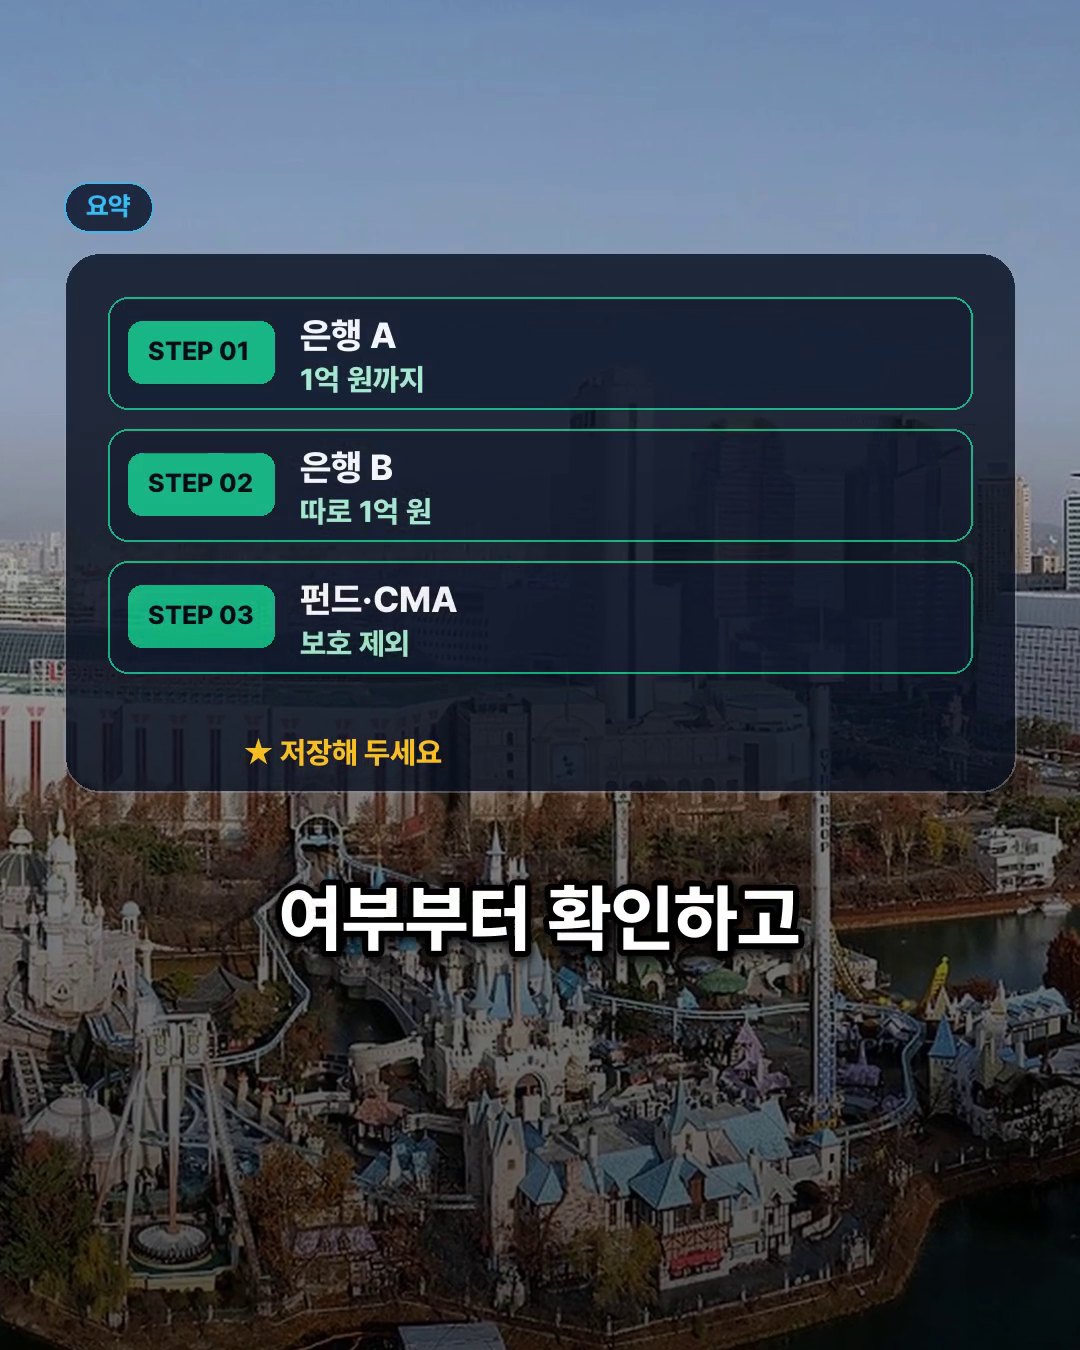 요약
STEP 01
은행 A
1억 원까지
STEP 02
은행 B
따로 1억 원
STEP 03
펀드·CMA
보호 제외
★ 저장해 두세요
여부부터 확인하고
GYRO DROP